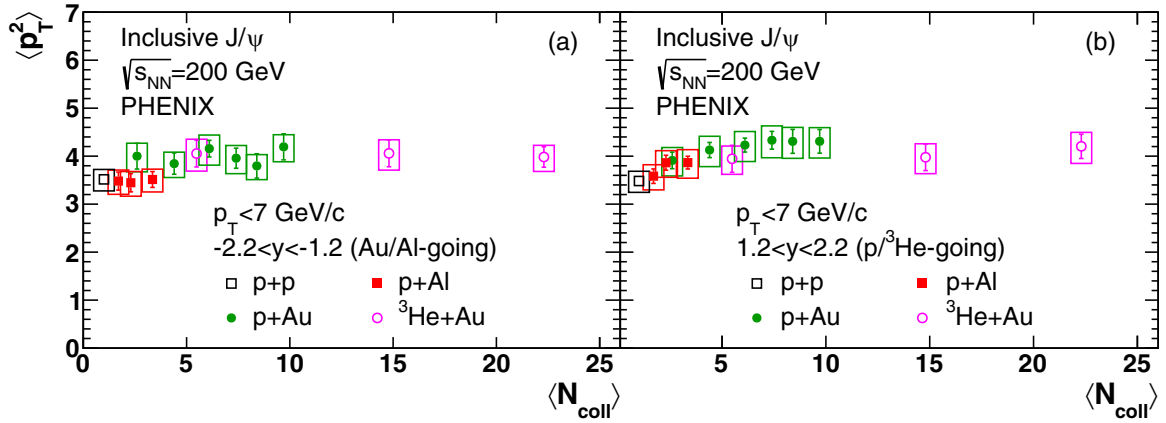 ⟨p_T^2⟩
7
6
5
4
3
2
1
0
Inclusive J/ψ
(a)
√s_NN=200 GeV
PHENIX
p_T<7 GeV/c
-2.2<y<-1.2 (Au/Al-going)
p+p
p+Al
p+Au
^3He+Au
0 5 10 15 20 25
⟨N_coll⟩
Inclusive J/ψ
(b)
√s_NN=200 GeV
PHENIX
p_T<7 GeV/c
1.2<y<2.2 (p/^3He-going)
p+p
p+Al
p+Au
^3He+Au
5 10 15 20 25
⟨N_coll⟩